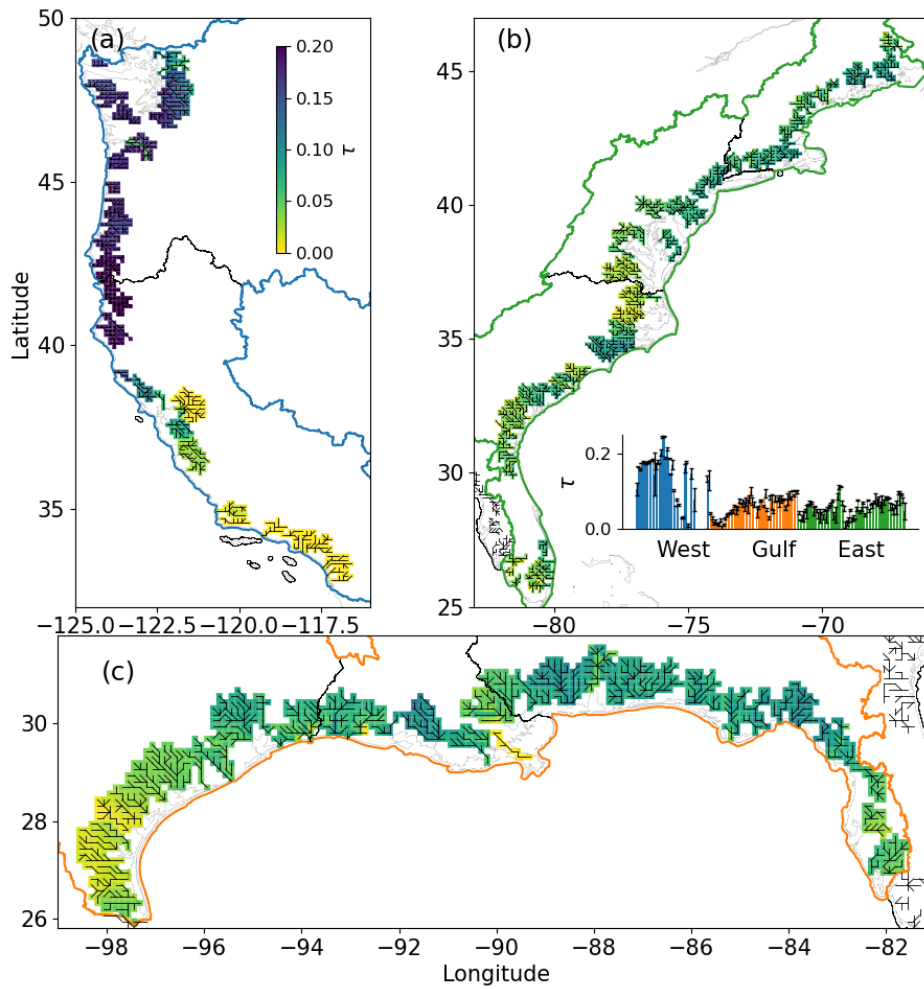 (a)
50
45
40
35
Latitude
0.20
0.15
0.10
0.05
0.00
τ
−125.0 −122.5 −120.0 −117.5
(b)
45
40
35
30
25
−80 −75 −70
τ
0.2
0.0
West Gulf East
(c)
30
28
26
−98 −96 −94 −92 −90 −88 −86 −84 −82
Longitude